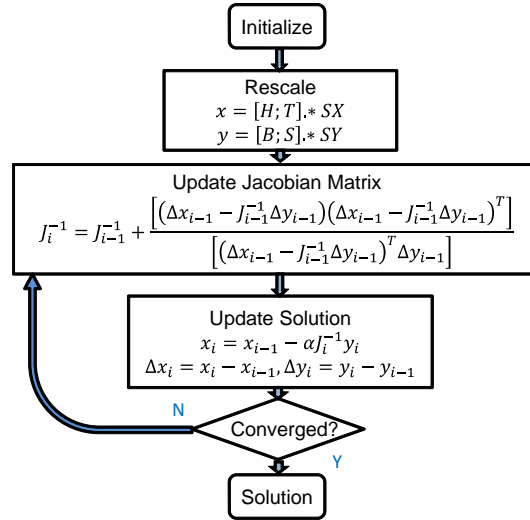 Initialize
Rescale
x = [H; T].∗ SX
y = [B; S].∗ SY
Update Jacobian Matrix
J_i^{-1} = J_{i-1}^{-1} + \frac{[(Δx_{i-1} − J_{i-1}^{-1}Δy_{i-1})(Δx_{i-1} − J_{i-1}^{-1}Δy_{i-1})^T]}{[(Δx_{i-1} − J_{i-1}^{-1}Δy_{i-1})^T Δy_{i-1}]}
Update Solution
x_i = x_{i-1} − αJ_i^{-1}y_i
Δx_i = x_i − x_{i-1}, Δy_i = y_i − y_{i-1}
N
Converged?
Y
Solution